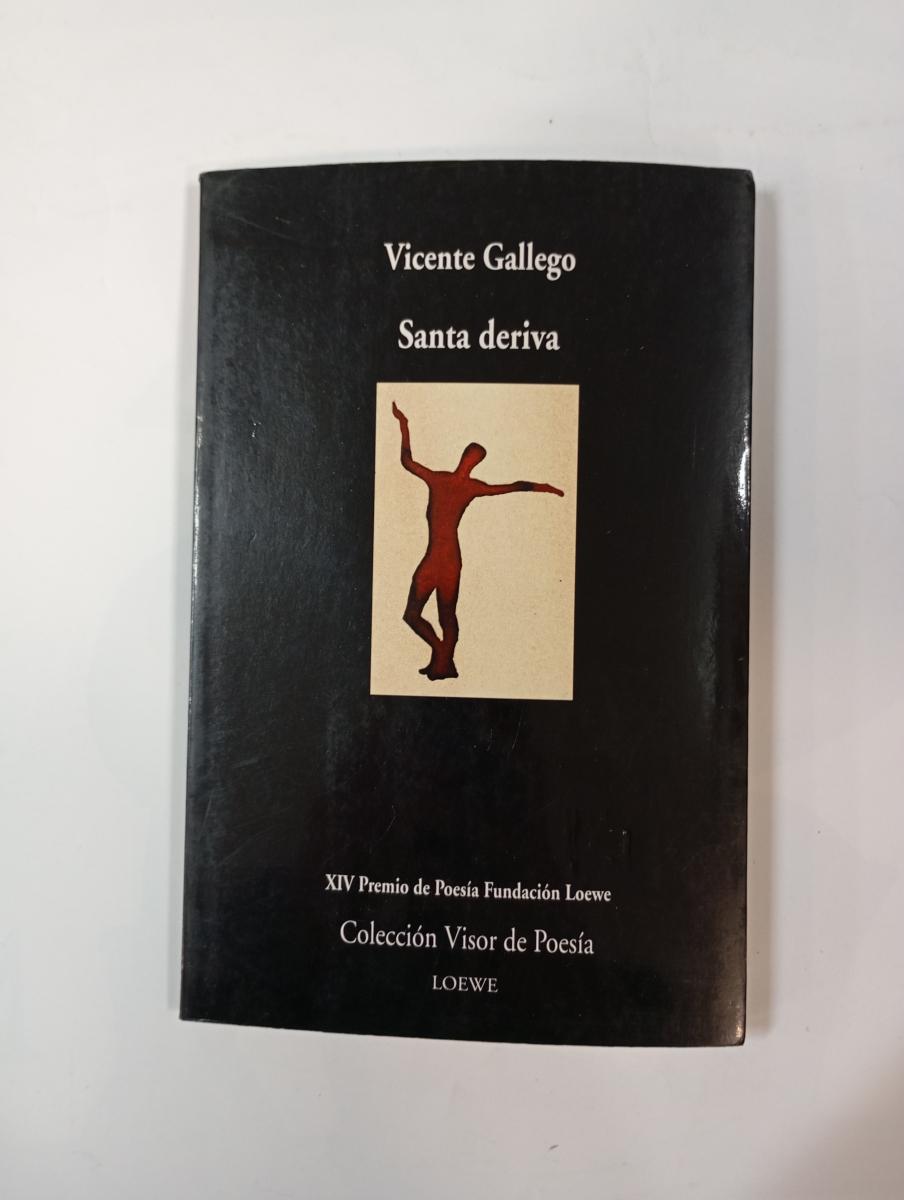 Vicente Gallego
Santa deriva
XIV Premio de Poesía Fundación Loewe
Colección Visor de Poesía
LOEWE